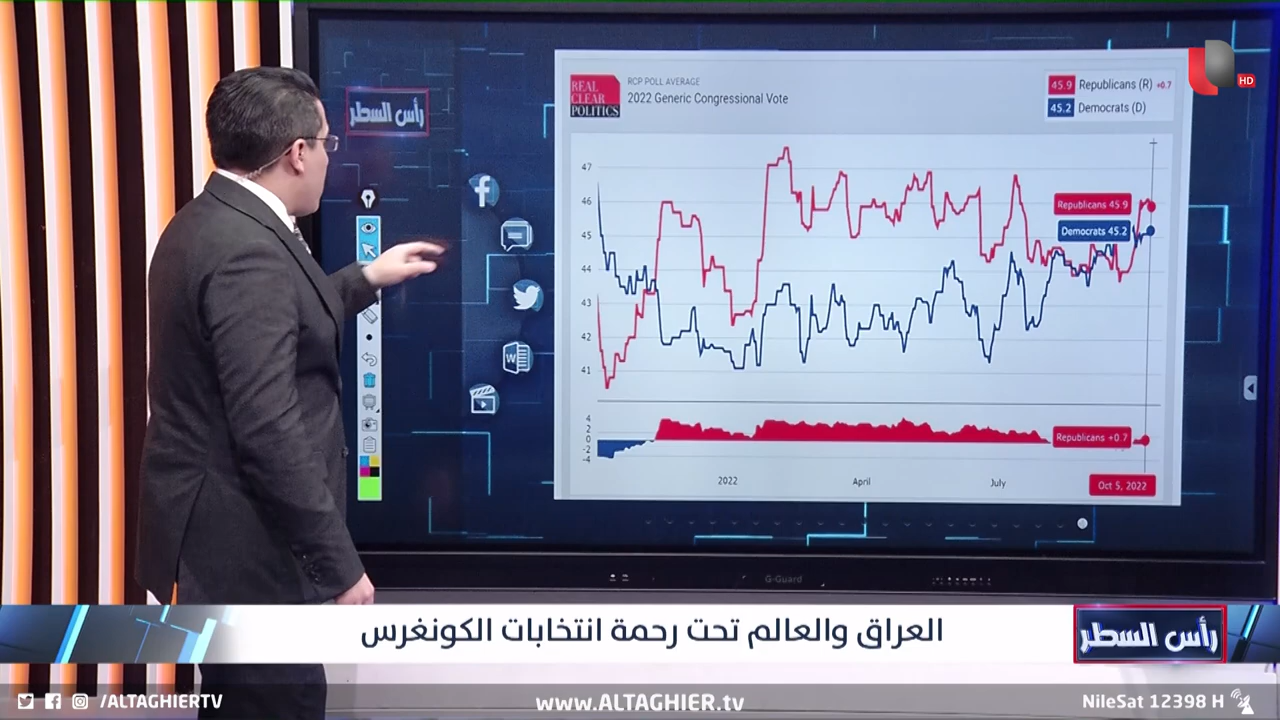 HD
رأس السطر
REAL
CLEAR
POLITICS
RCP POLL AVERAGE
2022 Generic Congressional Vote
45.9 Republicans (R) +0.7
45.2 Democrats (D)
47
46
45
44
43
42
41
Republicans 45.9
Democrats 45.2
4
2
0
-2
-4
Republicans +0.7
2022 April July Oct 5, 2022
W
G-Guard
العراق والعالم تحت رحمة انتخابات الكونغرس
رأس السطر
/ALTAGHIERTV
www.ALTAGHIER.tv
NileSat 12398 H